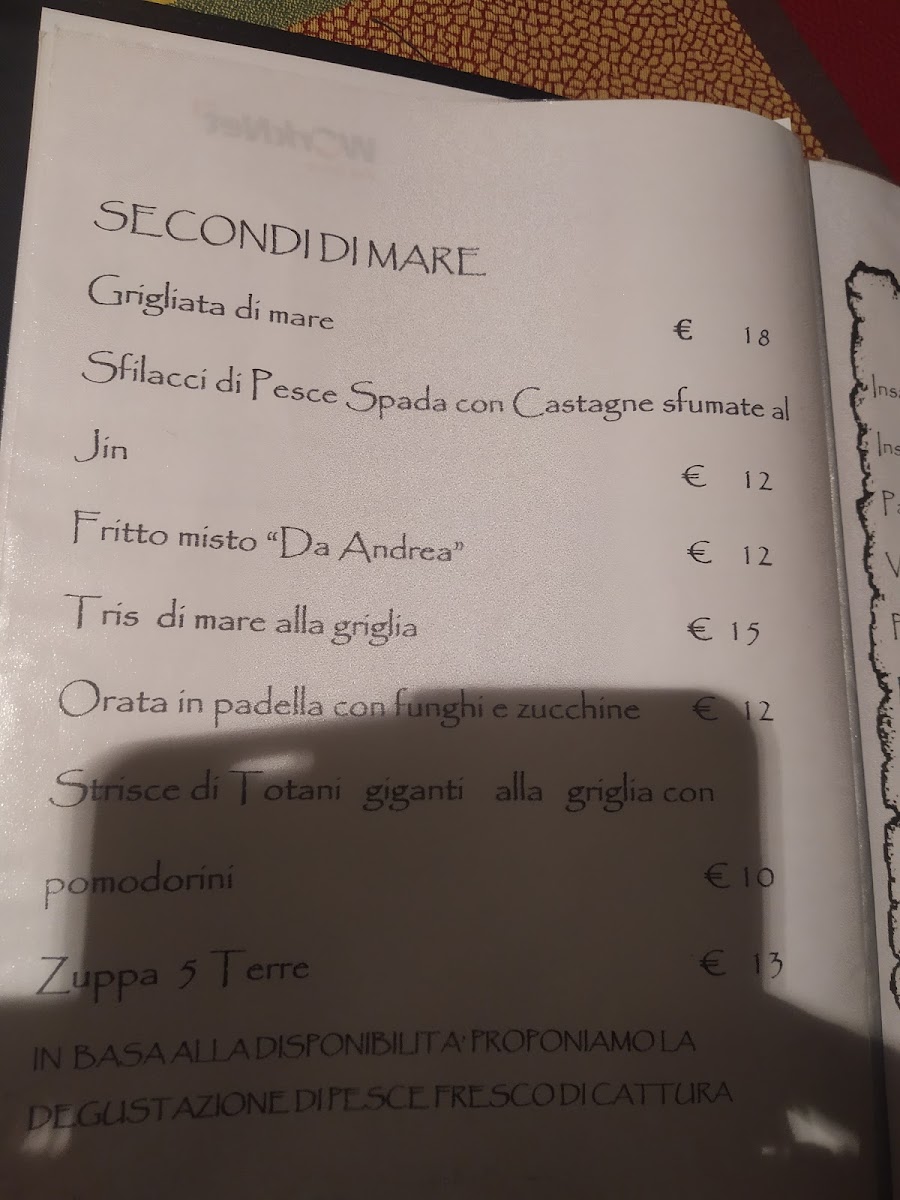 SECONDI DI MARE
Grigliata di mare € 18
Sfilacci di Pesce Spada con Castagne sfumate al
Jin € 12
Fritto misto “Da Andrea” € 12
Tris di mare alla griglia € 15
Orata in padella con funghi e zucchine € 12
Strisce di Totani giganti alla griglia con
pomodorini € 10
Zuppa 5 Terre € 13
IN BASA ALLA DISPONIBILITA' PROPONIAMO LA
DEGUSTAZIONE DI PESCE FRESCO DI CATTURA